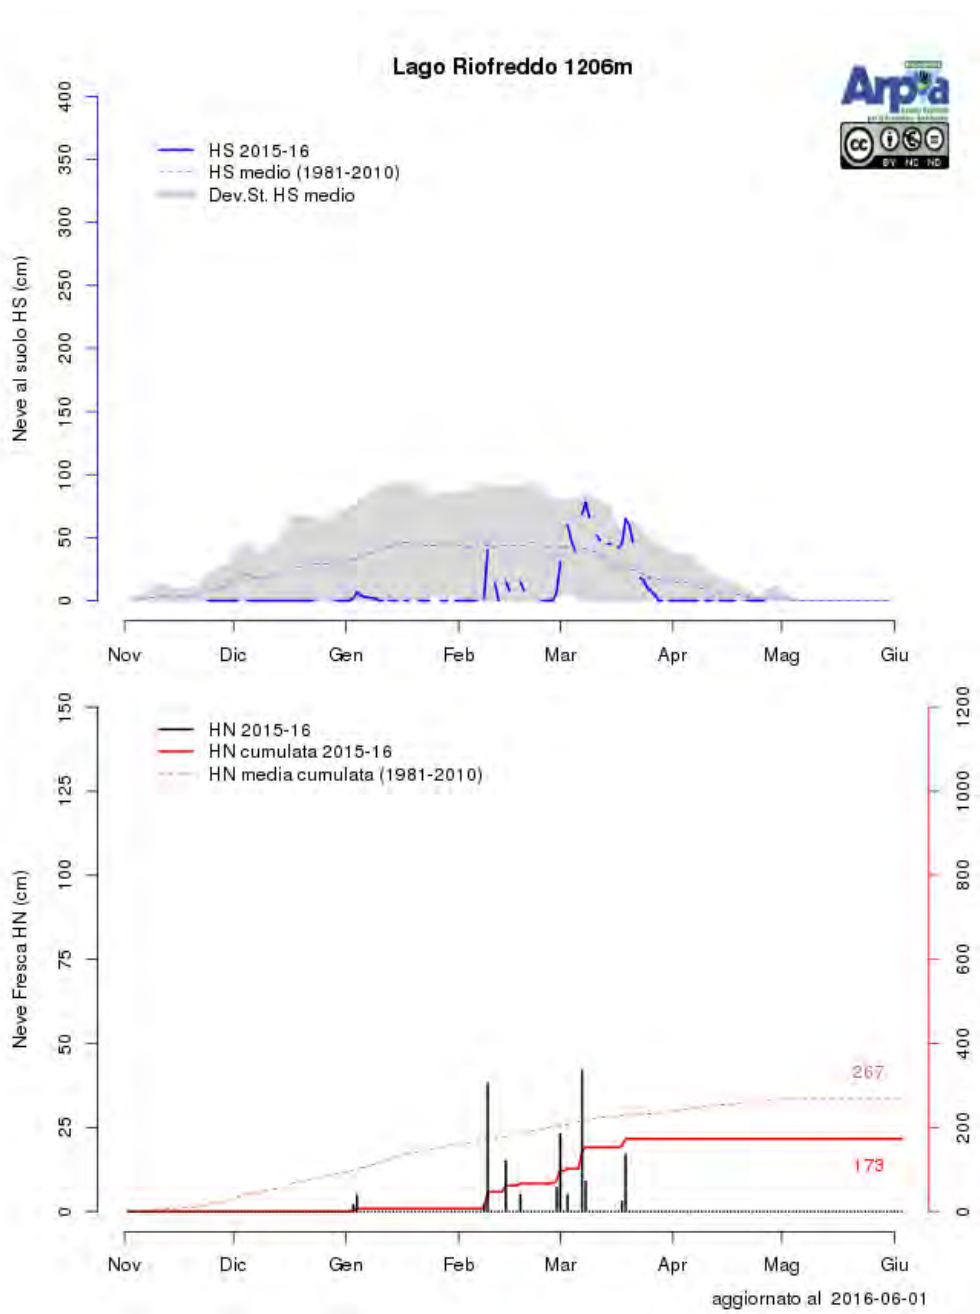 Lago Riofreddo 1206m
Arpa
CC
BY NC ND
HS 2015-16
HS medio (1981-2010)
Dev.St. HS medio
Neve al suolo HS (cm)
400
350
300
250
200
150
100
50
0
Nov Dic Gen Feb Mar Apr Mag Giu
HN 2015-16
HN cumulata 2015-16
HN media cumulata (1981-2010)
Neve Fresca HN (cm)
150
125
100
75
50
25
0
1200
1000
800
600
400
200
0
267
173
Nov Dic Gen Feb Mar Apr Mag Giu
aggiornato al 2016-06-01